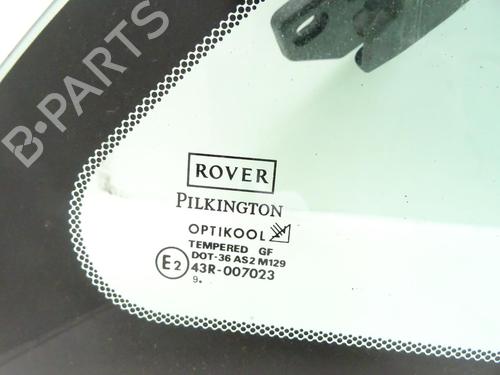 B-PARTS
ROVER
PILKINGTON
OPTIKOOL
TEMPERED GF
DOT-36 AS2 M129
E2 43R-007023
9.